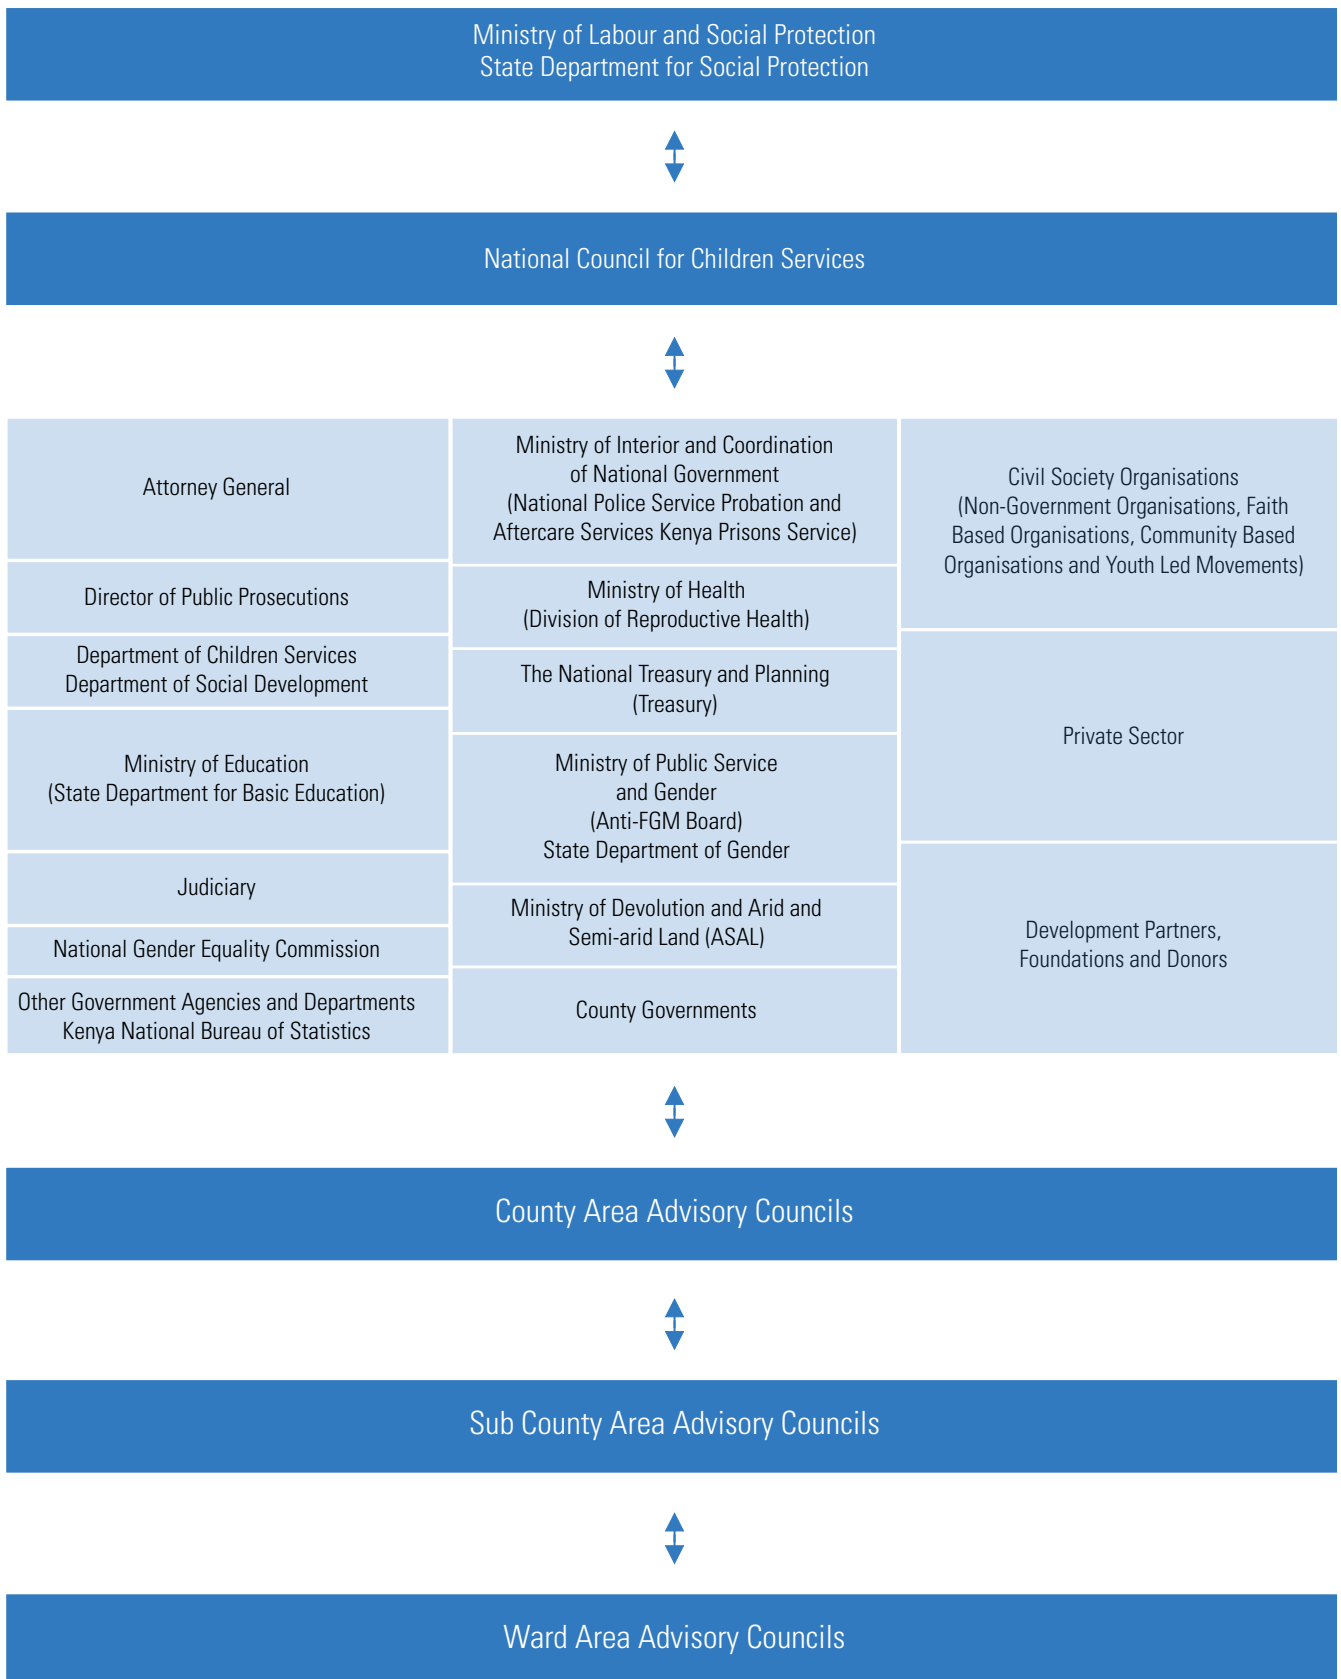 Ministry of Labour and Social Protection
State Department for Social Protection
National Council for Children Services
Attorney General
Director of Public Prosecutions
Department of Children Services
Department of Social Development
Ministry of Education
(State Department for Basic Education)
Judiciary
National Gender Equality Commission
Other Government Agencies and Departments
Kenya National Bureau of Statistics
Ministry of Interior and Coordination
of National Government
(National Police Service Probation and
Aftercare Services Kenya Prisons Service)
Ministry of Health
(Division of Reproductive Health)
The National Treasury and Planning
(Treasury)
Ministry of Public Service
and Gender
(Anti-FGM Board)
State Department of Gender
Ministry of Devolution and Arid and
Semi-arid Land (ASAL)
County Governments
Civil Society Organisations
(Non-Government Organisations, Faith
Based Organisations, Community Based
Organisations and Youth Led Movements)
Private Sector
Development Partners,
Foundations and Donors
County Area Advisory Councils
Sub County Area Advisory Councils
Ward Area Advisory Councils